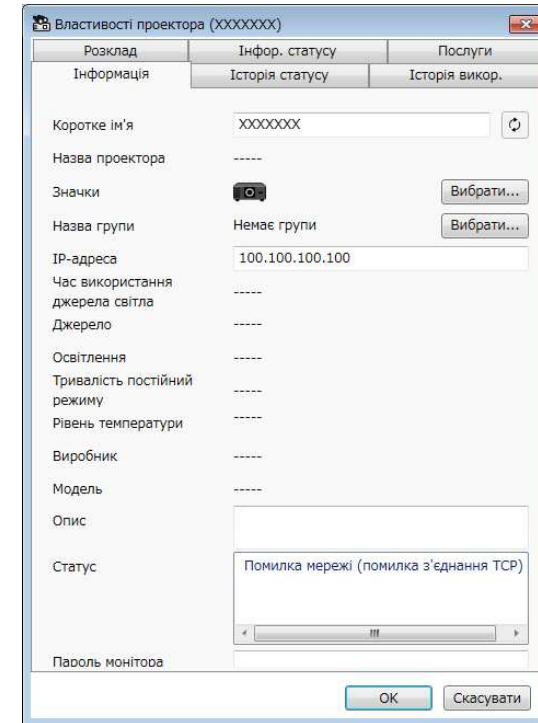 Властивості проектора (XXXXXXX)
Розклад Інфор. статусу Послуги
Інформація Історія статусу Історія викор.
Коротке ім'я XXXXXXX
Назва проектора -----
Значки Вибрати...
Назва групи Немає групи Вибрати...
IP-адреса 100.100.100.100
Час використання
джерела світла -----
Джерело -----
Освітлення -----
Тривалість постійний
режиму -----
Рівень температури -----
Виробник -----
Модель -----
Опис
Статус Помилка мережі (помилка з'єднання TCP)
Пароль монітора
OK Скасувати